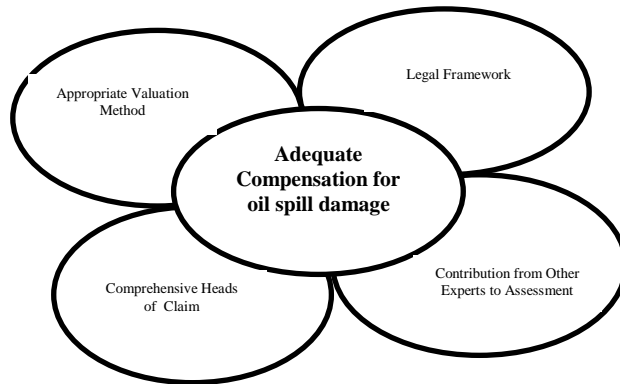 Appropriate Valuation
Method
Legal Framework
Adequate
Compensation for
oil spill damage
Comprehensive Heads
of Claim
Contribution from Other
Experts to Assessment